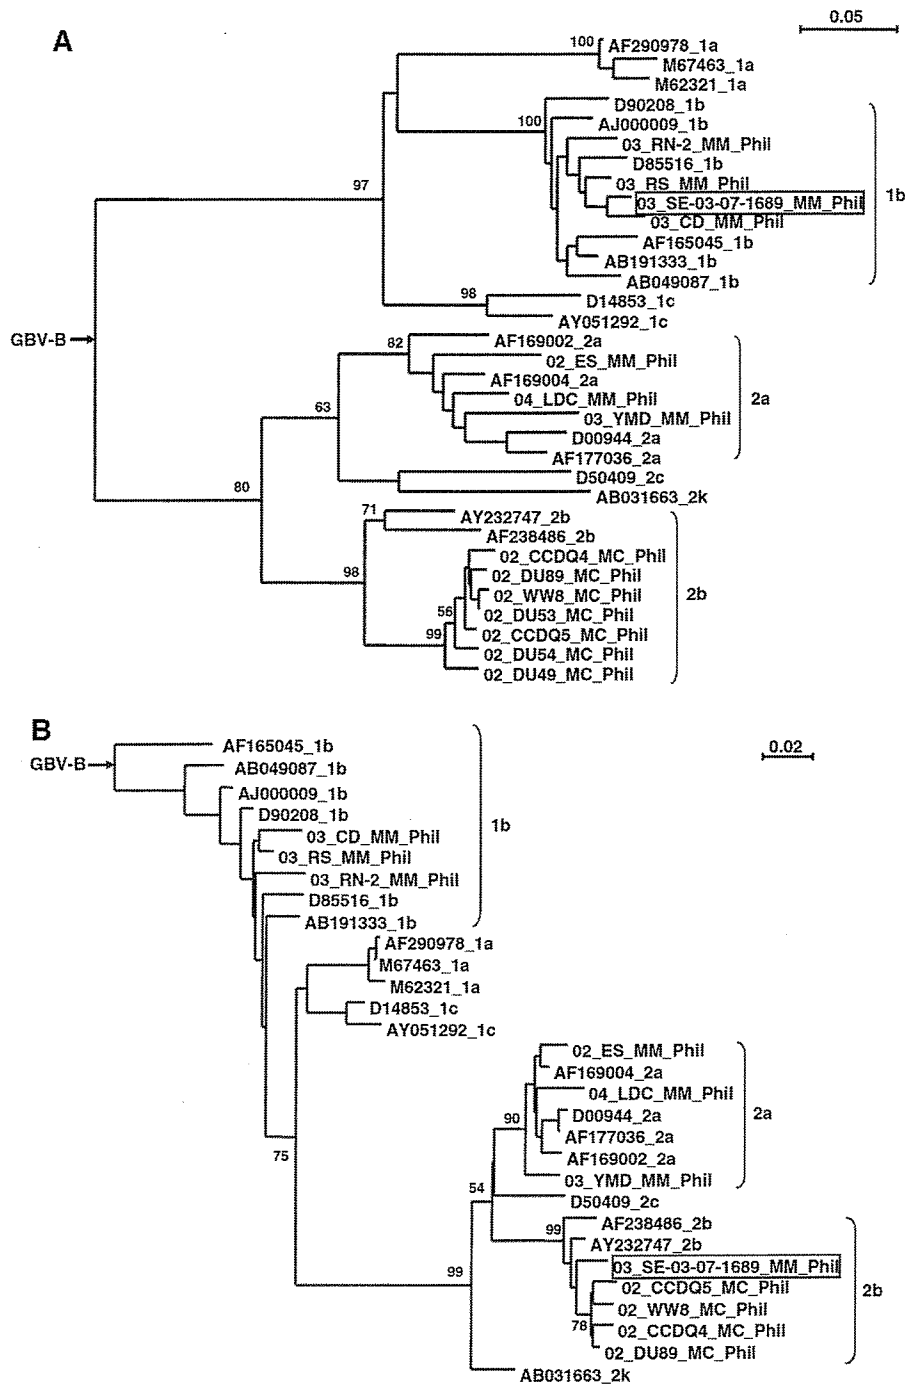 A
0.05
100
AF290978_1a
M67463_1a
M62321_1a
D90208_1b
100
AJ000009_1b
03_RN-2_MM_Phil
D85516_1b
03_RS_MM_Phil
97
1b
03_SE-03-07-1689_MM_Phil
03_CD_MM_Phil
AF165045_1b
AB191333_1b
AB049087_1b
98
D14853_1c
AY051292_1c
GBV-B
82
AF169002_2a
02_ES_MM_Phil
AF169004_2a
04_LDC_MM_Phil
2a
63
03_YMD_MM_Phil
D00944_2a
AF177036_2a
D50409_2c
80
AB031663_2k
71
AY232747_2b
AF238486_2b
02_CCDQ4_MC_Phil
98
02_DU89_MC_Phil
02_WW8_MC_Phil
2b
56
02_DU53_MC_Phil
99
02_CCDQ5_MC_Phil
02_DU54_MC_Phil
02_DU49_MC_Phil
B
0.02
AF165045_1b
GBV-B
AB049087_1b
AJ000009_1b
D90208_1b
1b
03_CD_MM_Phil
03_RS_MM_Phil
03_RN-2_MM_Phil
D85516_1b
AB191333_1b
AF290978_1a
M67463_1a
M62321_1a
D14853_1c
AY051292_1c
02_ES_MM_Phil
AF169004_2a
04_LDC_MM_Phil
90
D00944_2a
2a
AF177036_2a
75
AF169002_2a
03_YMD_MM_Phil
54
D50409_2c
99
AF238486_2b
AY232747_2b
99
03_SE-03-07-1689_MM_Phil
02_CCDQ5_MC_Phil
2b
02_WW8_MC_Phil
78
02_CCDQ4_MC_Phil
02_DU89_MC_Phil
AB031663_2k